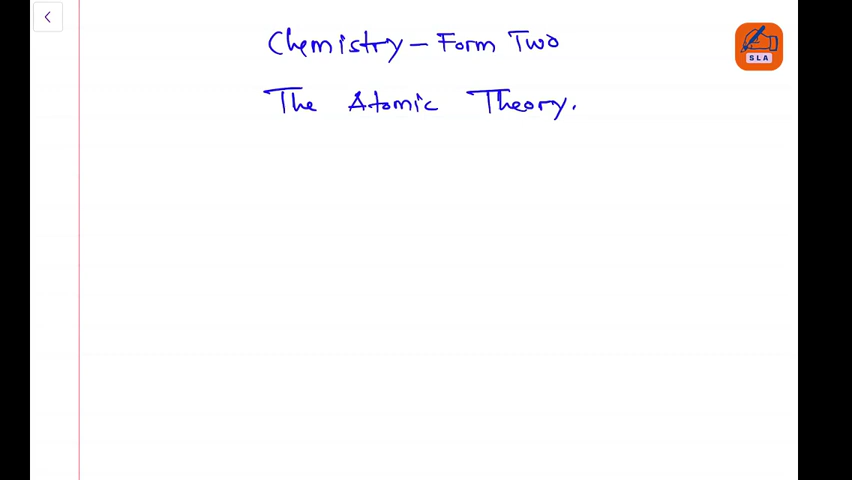 Chemistry - Form Two
SLA
The Atomic Theory.